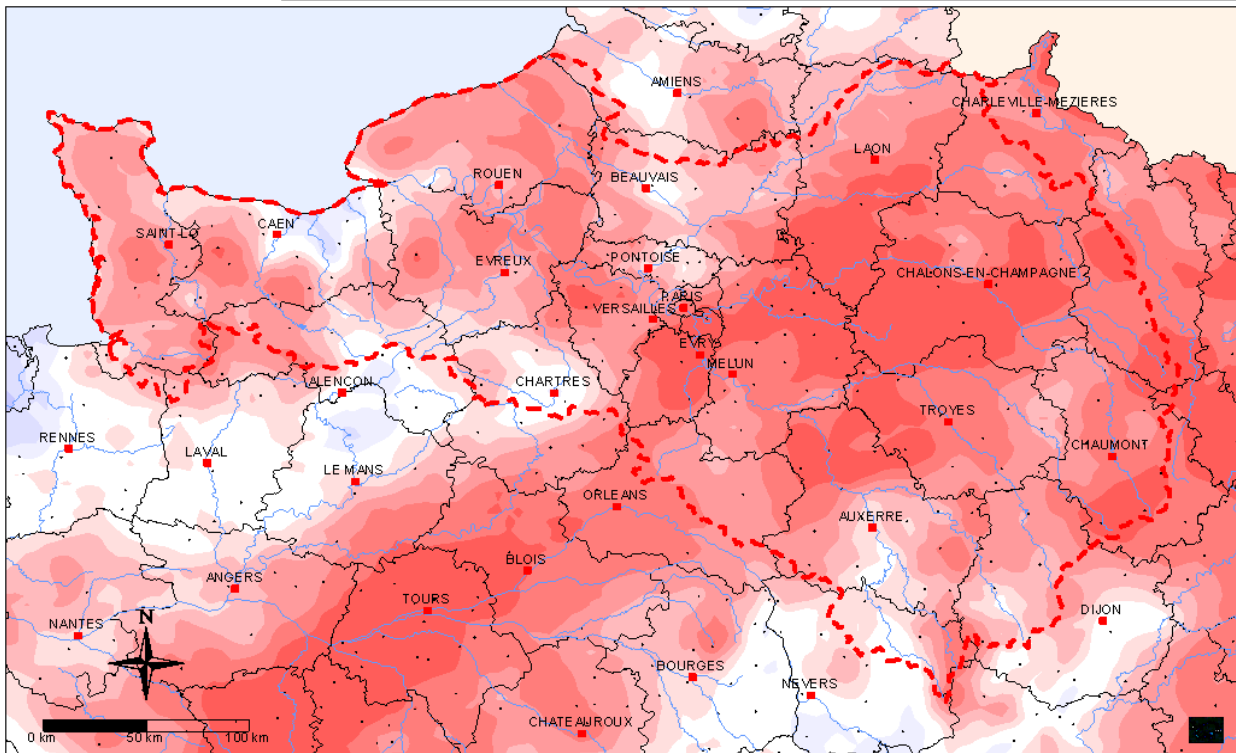 AMIENS
CHARLEVILLE-MEZIERES
LAON
ROUEN
BEAUVAIS
CAEN
SAINT-LO
PONTOISE
EVREUX
CHALONS-EN-CHAMPAGNE
PARIS
VERSAILLES
EVRY
MELUN
ALENCON
CHARTRES
TROYES
RENNES
LAVAL
CHAUMONT
LE MANS
ORLEANS
AUXERRE
BLOIS
ANGERS
TOURS
DIJON
N
NANTES
BOURGES
NEVERS
CHATEAUROUX
0 km 50 km 100 km